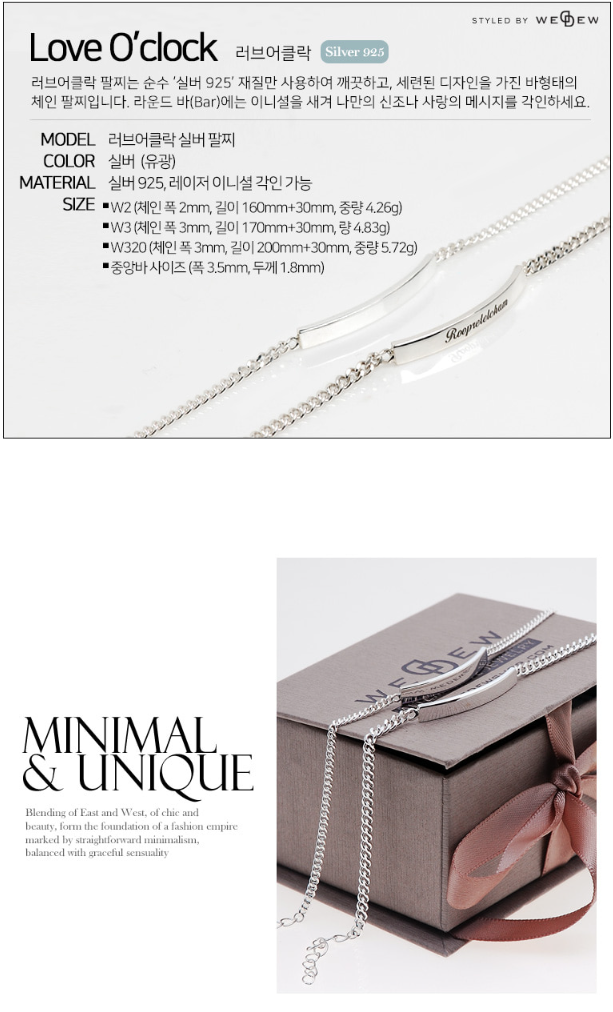 STYLED BY WEDDEW
Love O'clock 러브어클락 Silver 925
러브어클락 팔찌는 순수 '실버 925' 재질만 사용하여 깨끗하고, 세련된 디자인을 가진 바형태의
체인 팔찌입니다. 라운드 바(Bar)에는 이니셜을 새겨 나만의 신조나 사랑의 메시지를 각인하세요.
MODEL 러브어클락 실버 팔찌
COLOR 실버 (유광)
MATERIAL 실버 925, 레이저 이니셜 각인 가능
SIZE ■ W2 (체인 폭 2mm, 길이 160mm+30mm, 중량 4.26g)
■ W3 (체인 폭 3mm, 길이 170mm+30mm, 량 4.83g)
■ W320 (체인 폭 3mm, 길이 200mm+30mm, 중량 5.72g)
■ 중앙바 사이즈 (폭 3.5mm, 두께 1.8mm)
WEDDEW
MINIMAL
& UNIQUE
Blending of East and West, of chic and
beauty, form the foundation of a fashion empire
marked by straightforward minimalism,
balanced with graceful sensuality